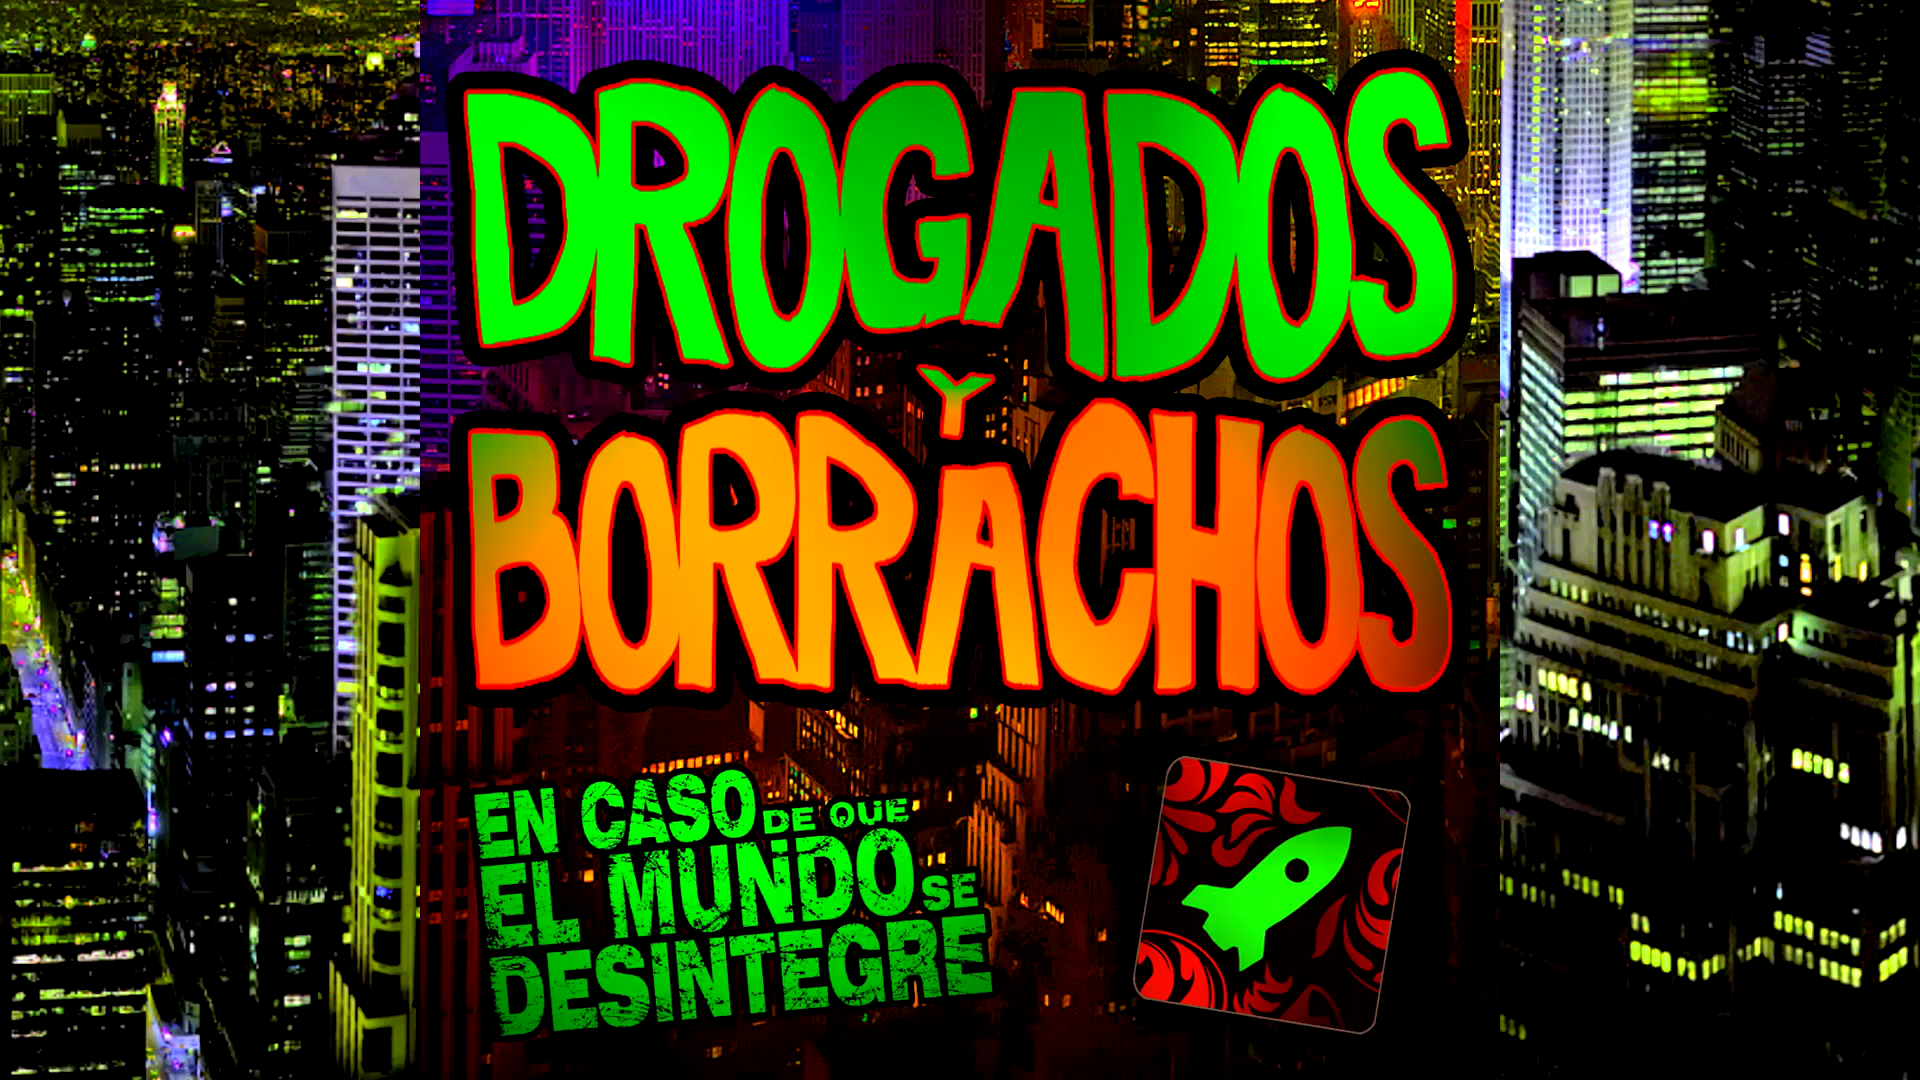 DROGADOS
Y
BORRACHOS
EN CASO DE QUE
EL MUNDO SE
DESINTEGRE